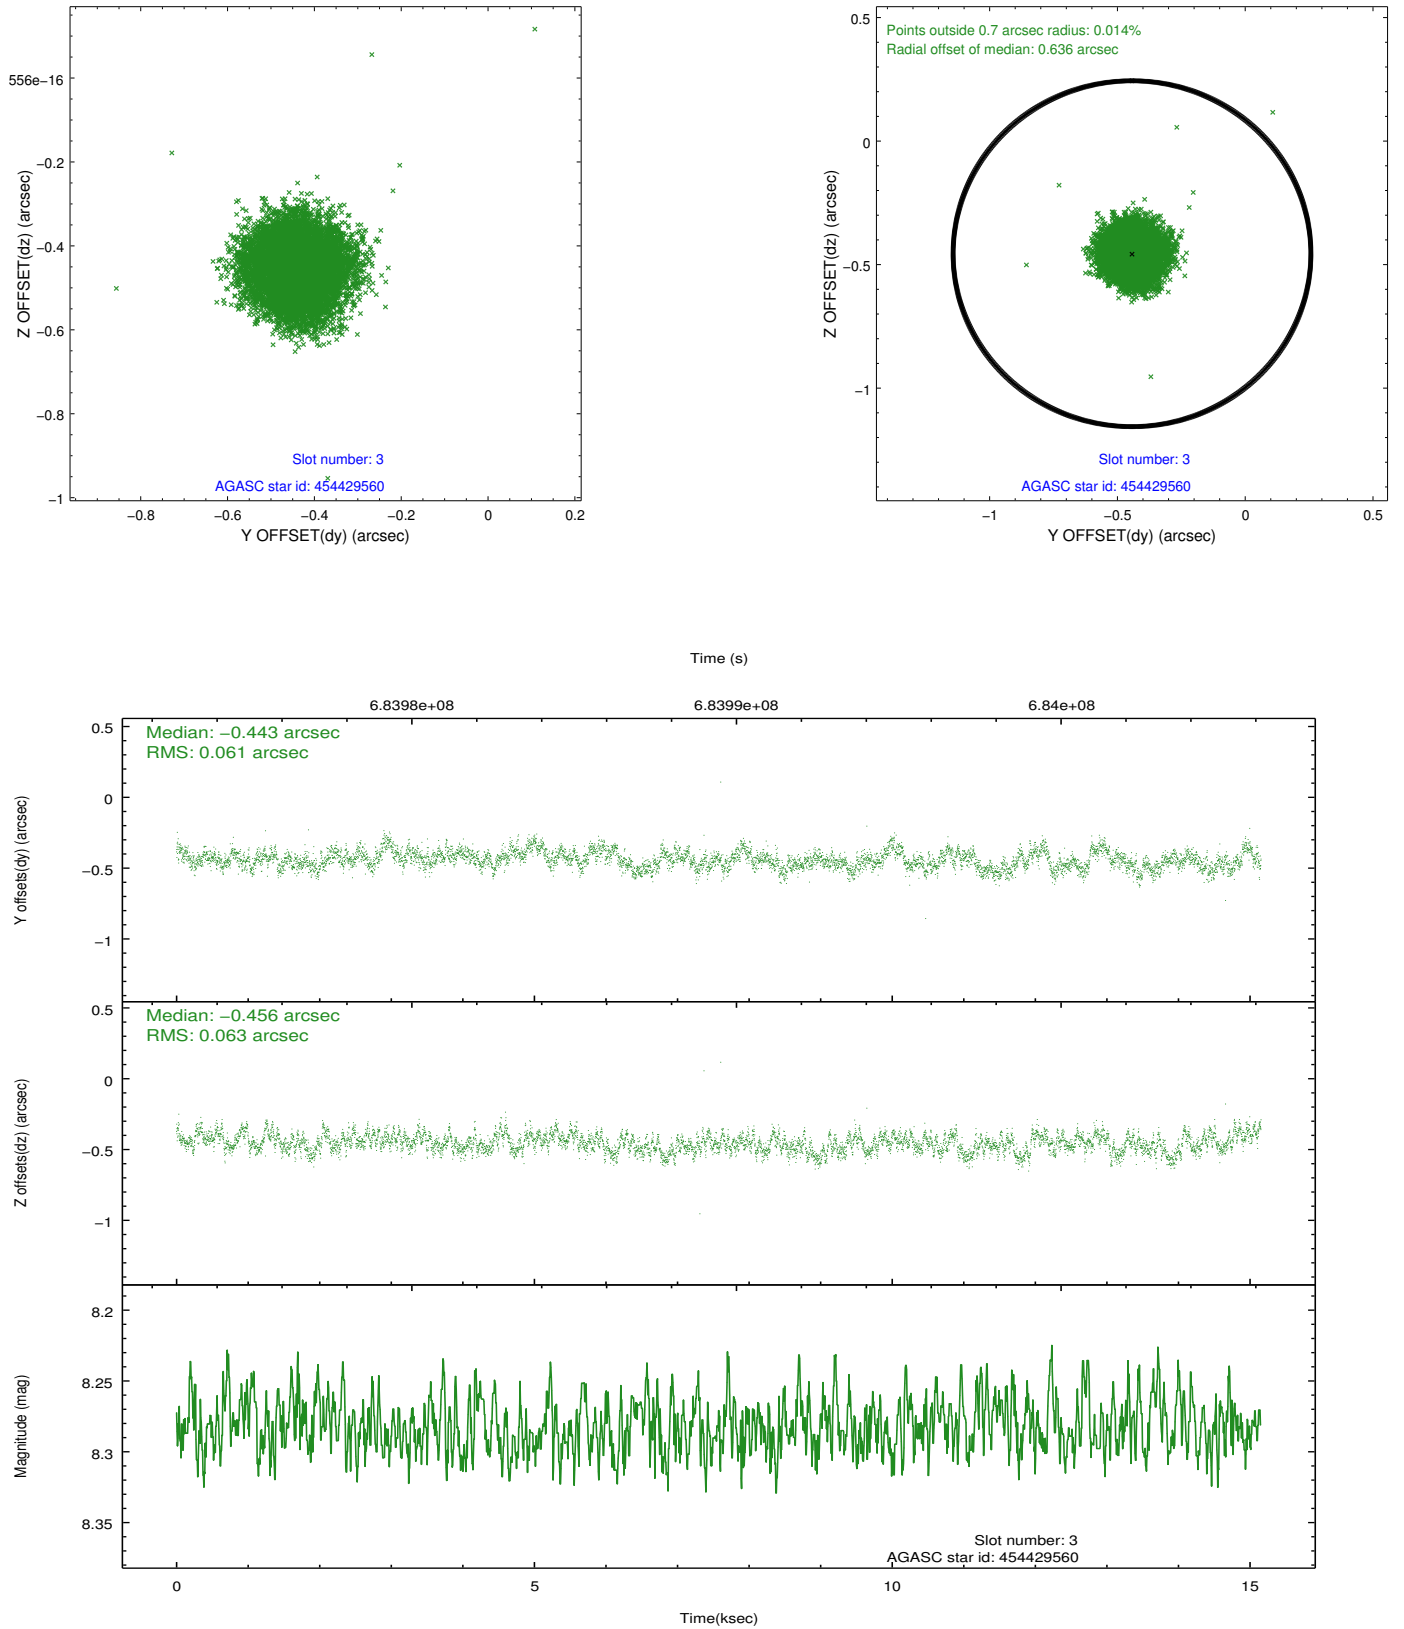 556e−16
−0.2
−0.4
−0.6
−0.8
−1
Z OFFSET(dz) (arcsec)
−0.8 −0.6 −0.4 −0.2 0 0.2
Y OFFSET(dy) (arcsec)
Slot number: 3
AGASC star id: 454429560
Points outside 0.7 arcsec radius: 0.014%
Radial offset of median: 0.636 arcsec
0.5
0
−0.5
−1
Z OFFSET(dz) (arcsec)
−1 −0.5 0 0.5
Y OFFSET(dy) (arcsec)
Slot number: 3
AGASC star id: 454429560
Time (s)
6.8398e+08 6.8399e+08 6.84e+08
Median: −0.443 arcsec
RMS: 0.061 arcsec
0.5
0
−0.5
−1
Y offsets(dy) (arcsec)
Median: −0.456 arcsec
RMS: 0.063 arcsec
0.5
0
−0.5
−1
Z offsets(dz) (arcsec)
8.2
8.25
8.3
8.35
Magnitude (mag)
Slot number: 3
AGASC star id: 454429560
0 5 10 15
Time(ksec)